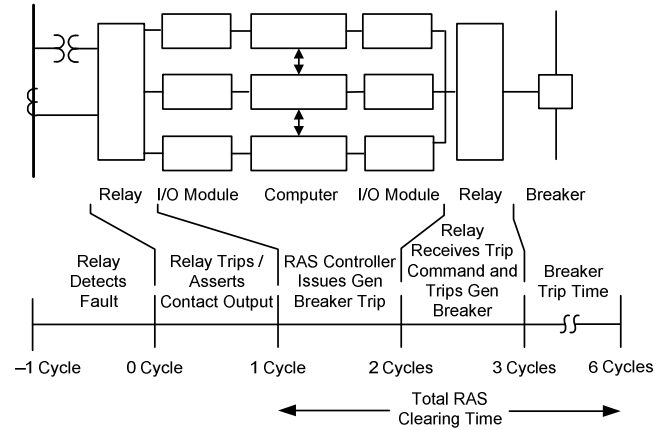 Relay I/O Module Computer I/O Module Relay Breaker
Relay
Detects
Fault
Relay Trips /
Asserts
Contact Output
RAS Controller
Issues Gen
Breaker Trip
Relay
Receives Trip
Command and
Trips Gen
Breaker
Breaker
Trip Time
–1 Cycle 0 Cycle 1 Cycle 2 Cycles 3 Cycles 6 Cycles
Total RAS
Clearing Time